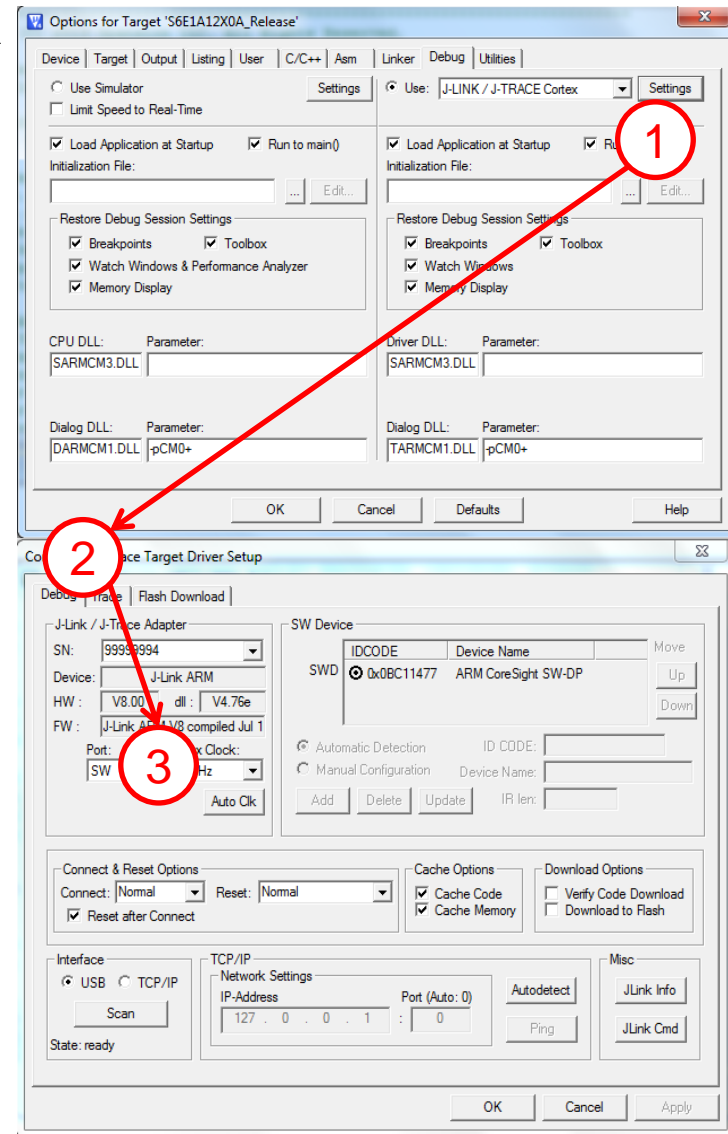 Options for Target 'S6E1A12X0A_Release'
Device Target Output Listing User C/C++ Asm Linker Debug Utilities
Use Simulator Settings
Limit Speed to Real-Time
Use: J-LINK / J-TRACE Cortex Settings
Load Application at Startup Run to main()
Initialization File:
... Edit...
Load Application at Startup
1
Initialization File:
... Edit...
Restore Debug Session Settings
Breakpoints Toolbox
Watch Windows & Performance Analyzer
Memory Display
Restore Debug Session Settings
Breakpoints Toolbox
Watch Windows
Memory Display
CPU DLL: Parameter:
SARMCM3.DLL
Driver DLL: Parameter:
SARMCM3.DLL
Dialog DLL: Parameter:
DARMCM1.DLL -pCM0+
Dialog DLL: Parameter:
TARMCM1.DLL -pCM0+
OK Cancel Defaults Help
2
Target Driver Setup
Debug Trace Flash Download
J-Link / J-Trace Adapter
SN: 99999994
Device: J-Link ARM
HW : V8.00 dll : V4.76e
FW : J-Link ARM V8 compiled Jul 1
Port: Clock:
SW Hz
3
Auto Clk
SW Device
IDCODE Device Name Move
SWD 0x0BC11477 ARM CoreSight SW-DP Up
Down
Automatic Detection ID CODE:
Manual Configuration Device Name:
Add Delete Update IR len:
Connect & Reset Options
Connect: Normal Reset: Normal
Reset after Connect
Cache Options
Cache Code
Cache Memory
Download Options
Verify Code Download
Download to Flash
Interface
USB TCP/IP
Scan
State: ready
TCP/IP
Network Settings
IP-Address Port (Auto: 0)
127 . 0 . 0 . 1 : 0
Autodetect
Ping
Misc
JLink Info
JLink Cmd
OK Cancel Apply